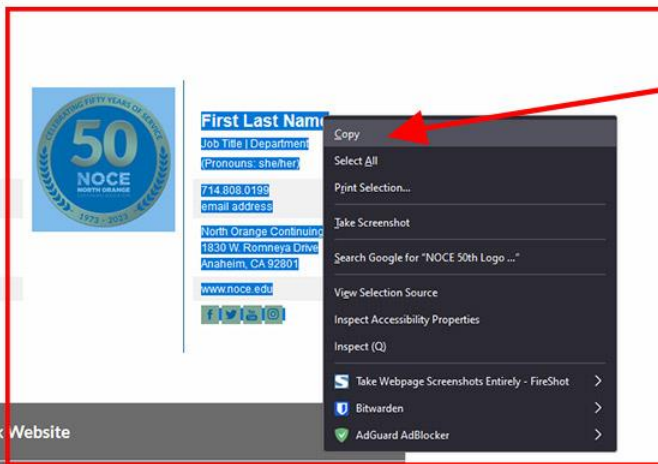 CELEBRATING FIFTY YEARS OF SERVICE
50
NOCE
NORTH ORANGE
1973 - 2023
First Last Name
Job Title | Department
(Pronouns: she/her)
714.808.0199
email address
North Orange Continuing
1830 W. Romneya Drive
Anaheim, CA 92801
www.noce.edu
Copy
Select All
Print Selection...
Take Screenshot
Search Google for "NOCE 50th Logo ..."
View Selection Source
Inspect Accessibility Properties
Inspect (Q)
Take Webpage Screenshots Entirely - FireShot
Bitwarden
AdGuard AdBlocker
Website